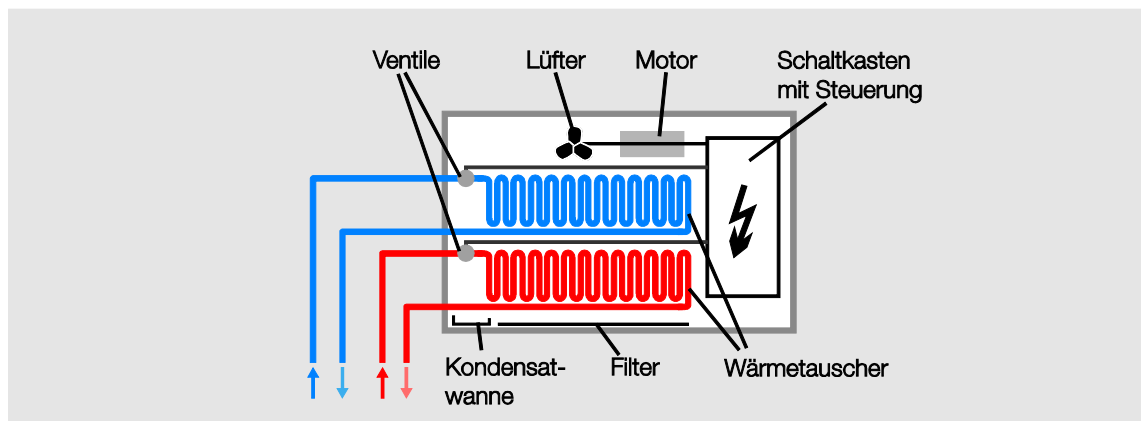 Ventile
Lüfter
Motor
Schaltkasten
mit Steuerung
Kondensat-
wanne
Filter
Wärmetauscher